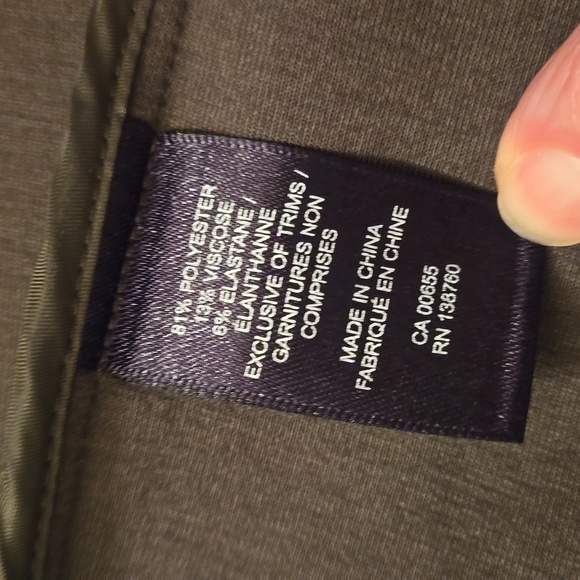 81% POLYESTER
13% VISCOSE
6% ELASTANE /
ÉLANTHANNE
EXCLUSIVE OF TRIMS /
GARNITURES NON
COMPRISES
MADE IN CHINA
FABRIQUÉ EN CHINE
CA 00655
RN 138760